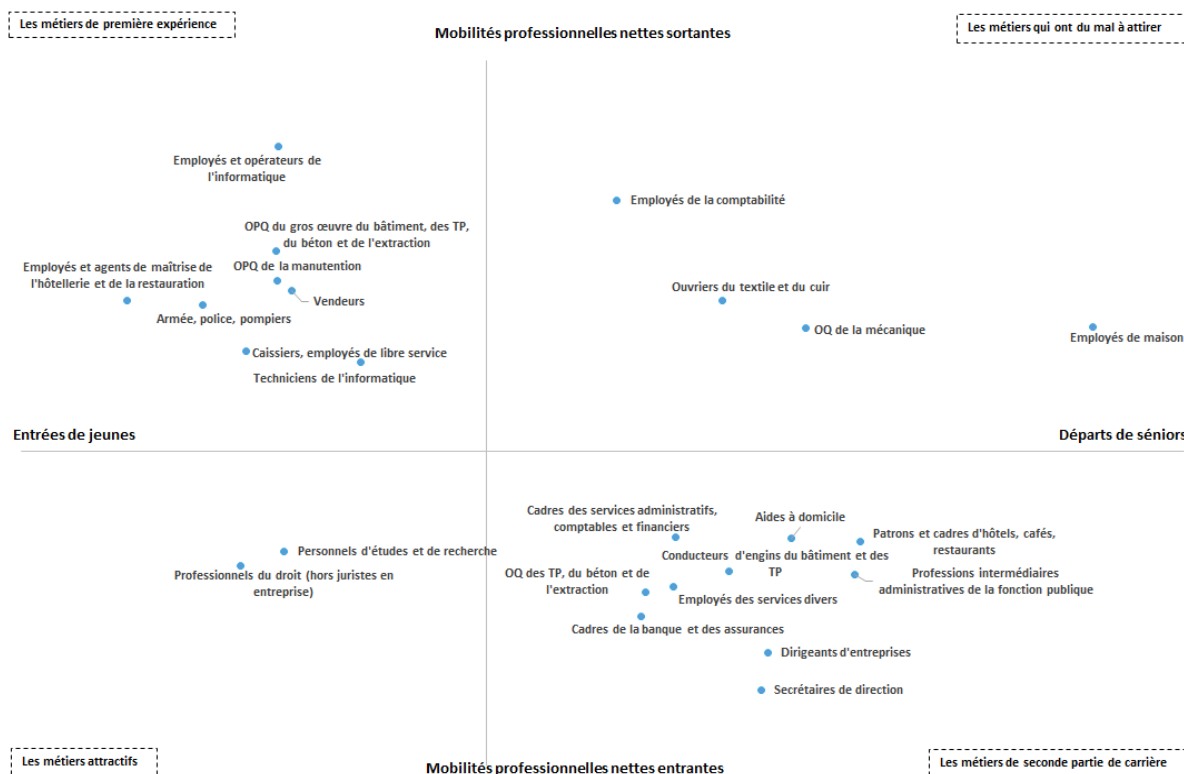 Les métiers de première expérience
Mobilités professionnelles nettes sortantes
Les métiers qui ont du mal à attirer
Employés et opérateurs de
l'informatique
Employés de la comptabilité
OPQ du gros œuvre du bâtiment, des TP,
du béton et de l'extraction
Employés et agents de maîtrise de
l'hôtellerie et de la restauration
OPQ de la manutention
Vendeurs
Armée, police, pompiers
Ouvriers du textile et du cuir
OQ de la mécanique
Employés de maison
Caissiers, employés de libre service
Techniciens de l'informatique
Entrées de jeunes
Départs de séniors
Cadres des services administratifs,
comptables et financiers
Aides à domicile
Patrons et cadres d'hôtels, cafés,
restaurants
Personnels d'études et de recherche
Conducteurs d'engins du bâtiment et des
TP
Professionnels du droit (hors juristes en
entreprise)
OQ des TP, du béton et de
l'extraction
Professions intermédiaires
administratives de la fonction publique
Employés des services divers
Cadres de la banque et des assurances
Dirigeants d'entreprises
Secrétaires de direction
Les métiers attractifs
Mobilités professionnelles nettes entrantes
Les métiers de seconde partie de carrière